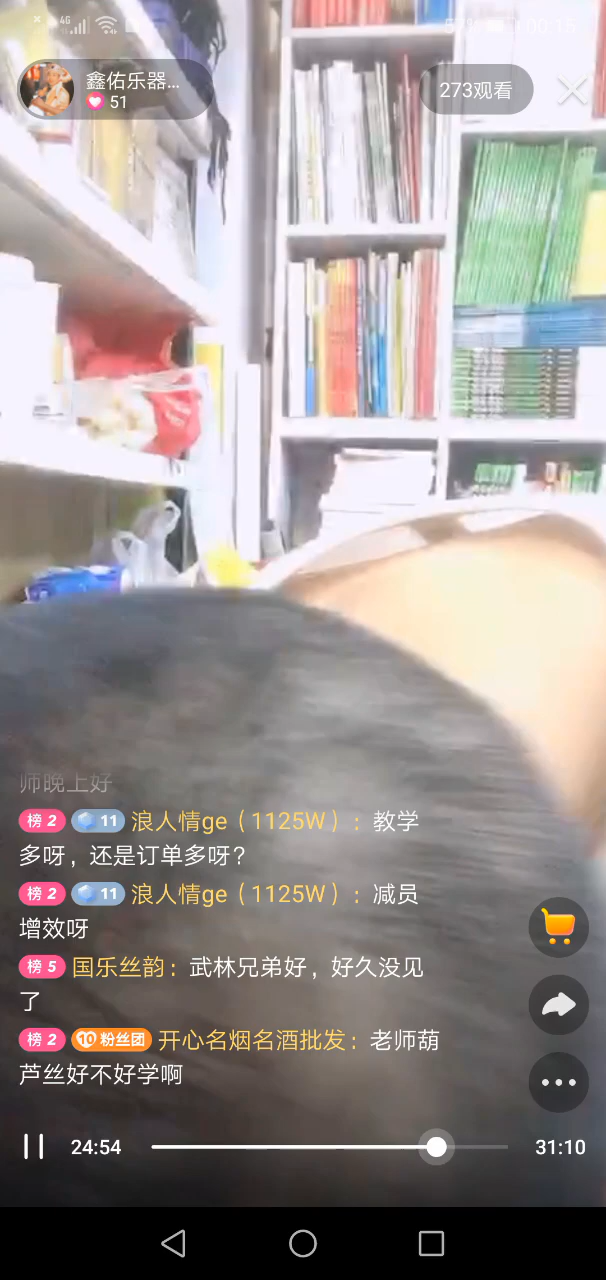 4G
57%
00:15
鑫佑乐器...
51
273观看
师晚上好
榜2 11 浪人情ge（1125W）：教学
多呀，还是订单多呀？
榜2 11 浪人情ge（1125W）：减员
增效呀
榜5 国乐丝韵：武林兄弟好，好久没见
了
榜2 10 粉丝团 开心名烟名酒批发：老师葫
芦丝好不好学啊
24:54
31:10